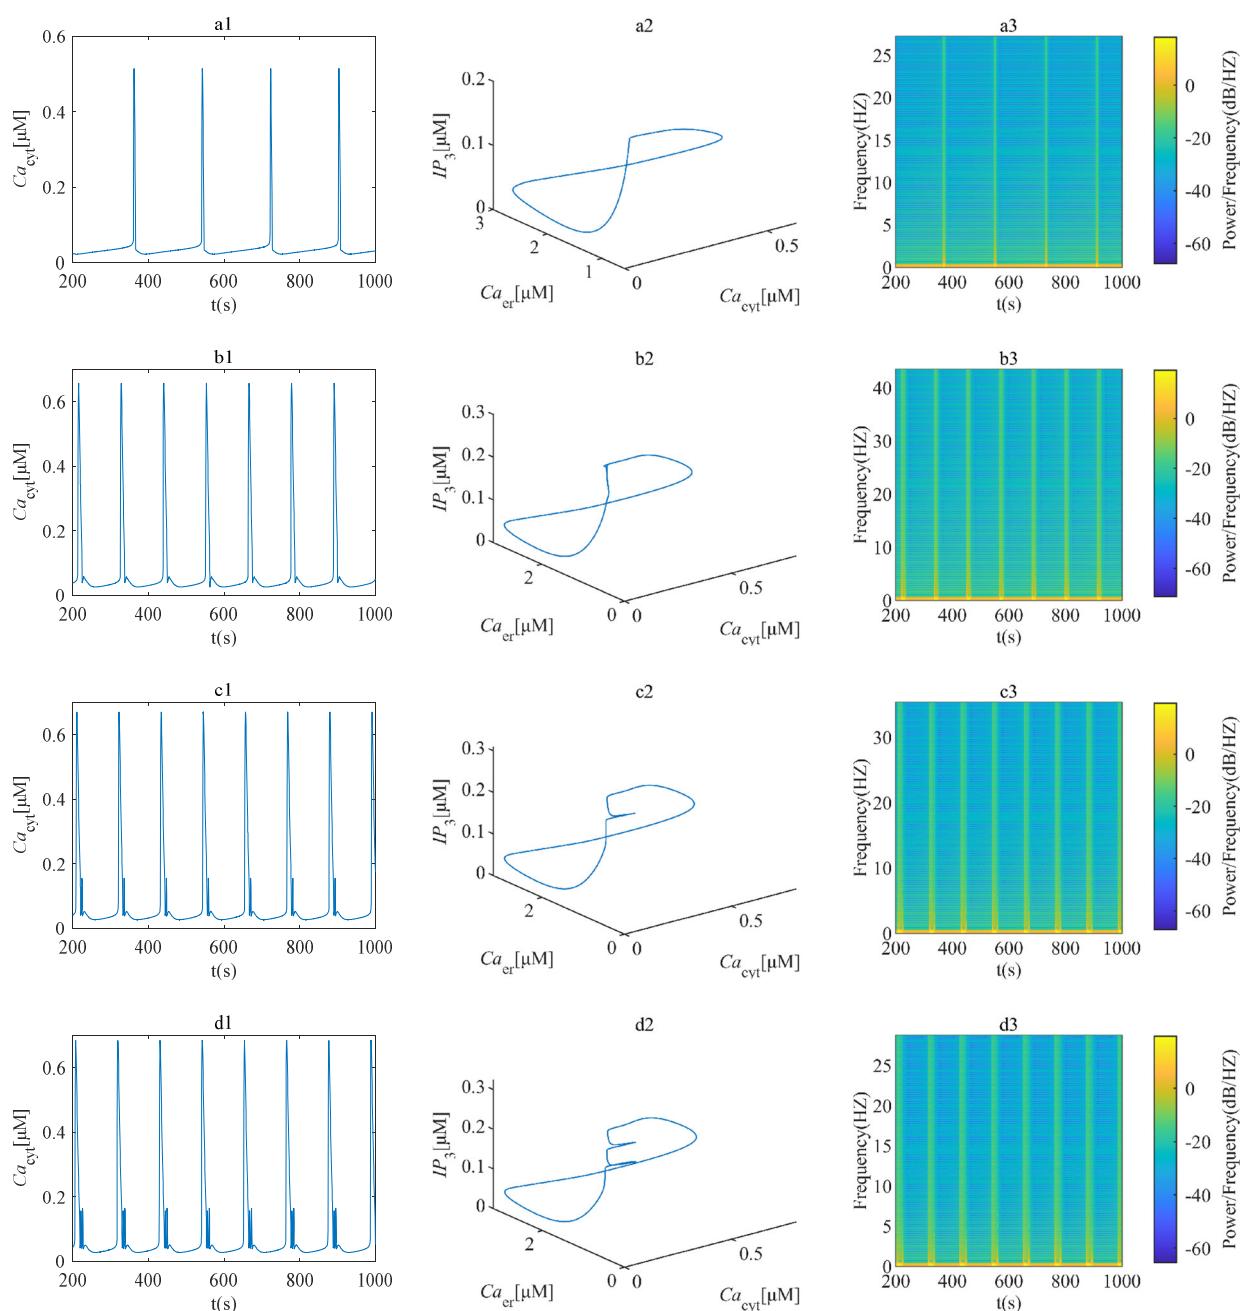 a1
0.6
0.4
0.2
0
200 400 600 800 1000
t(s)
Ca_cyt[μM]
a2
0.2
0.1
0
3
2
1
0
0.5
IP_3[μM]
Ca_er[μM]
Ca_cyt[μM]
a3
25
20
15
10
5
0
200 400 600 800 1000
t(s)
Frequency(HZ)
0
-20
-40
-60
Power/Frequency(dB/HZ)
b1
0.6
0.4
0.2
0
200 400 600 800 1000
t(s)
Ca_cyt[μM]
b2
0.3
0.2
0.1
0
2
0
0
0.5
IP_3[μM]
Ca_er[μM]
Ca_cyt[μM]
b3
40
30
20
10
0
200 400 600 800 1000
t(s)
Frequency(HZ)
0
-20
-40
-60
Power/Frequency(dB/HZ)
c1
0.6
0.4
0.2
0
200 400 600 800 1000
t(s)
Ca_cyt[μM]
c2
0.3
0.2
0.1
0
2
0
0
0.5
IP_3[μM]
Ca_er[μM]
Ca_cyt[μM]
c3
30
20
10
0
200 400 600 800 1000
t(s)
Frequency(HZ)
0
-20
-40
-60
Power/Frequency(dB/HZ)
d1
0.6
0.4
0.2
0
200 400 600 800 1000
t(s)
Ca_cyt[μM]
d2
0.3
0.2
0.1
0
2
0
0
0.5
IP_3[μM]
Ca_er[μM]
Ca_cyt[μM]
d3
25
20
15
10
5
0
200 400 600 800 1000
t(s)
Frequency(HZ)
0
-20
-40
-60
Power/Frequency(dB/HZ)